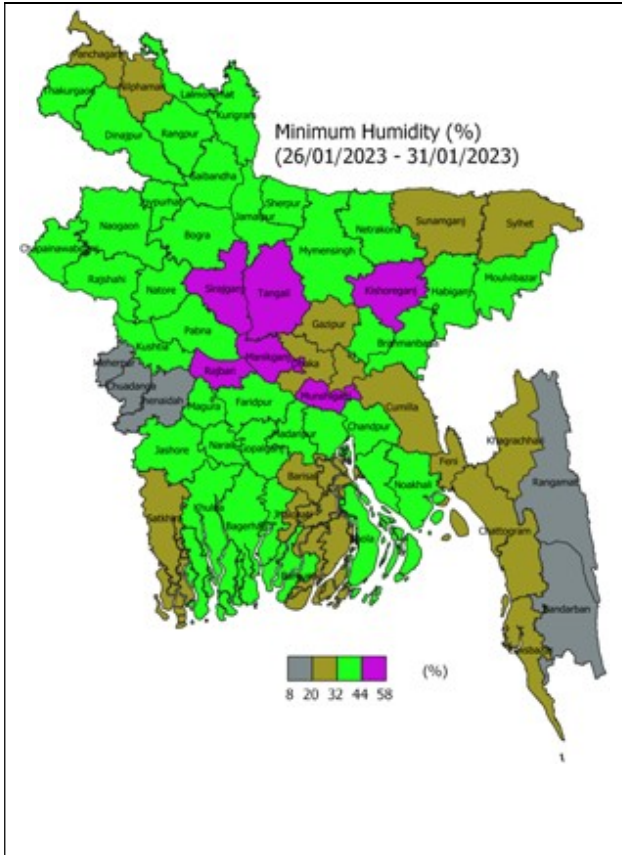 Panchagarh
Nilphamari
Thakurgaon
Lalmonirhat
Kurigram
Dinajpur
Rangpur
Minimum Humidity (%)
(26/01/2023 - 31/01/2023)
Gaibandha
Joypurhat
Sherpur
Jamalpur
Naogaon
Bogra
Netrakona
Sunamganj
Sylhet
Mymensingh
Chapainawabganj
Rajshahi
Natore
Sirajganj
Tangail
Kishoreganj
Habiganj
Moulvibazar
Pabna
Gazipur
Kushtia
Brahmanbaria
Meherpur
Manikganj
Rajbari
Chuadanga
Jhenaidah
Magura
Faridpur
Munshiganj
Cumilla
Madaripur
Chandpur
Jashore
Narail
Gopalganj
Khagrachhari
Feni
Barisal
Noakhali
Rangamati
Satkhira
Khulna
Bagerhat
Bhola
Chattogram
Bandarban
(%)
8 20 32 44 58